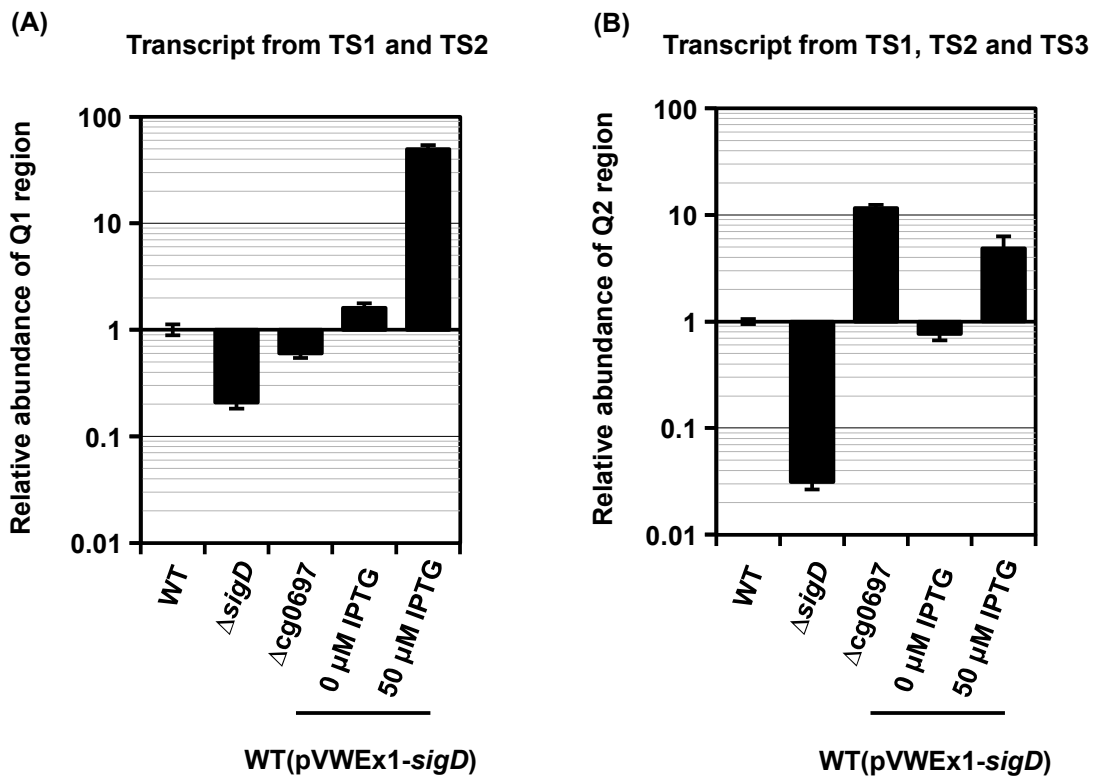 (A)
Transcript from TS1 and TS2
Relative abundance of Q1 region
100
10
1
0.1
0.01
WT
ΔsigD
Δcg0697
0 µM IPTG
50 µM IPTG
WT(pVWEx1-sigD)
(B)
Transcript from TS1, TS2 and TS3
Relative abundance of Q2 region
100
10
1
0.1
0.01
WT
ΔsigD
Δcg0697
0 µM IPTG
50 µM IPTG
WT(pVWEx1-sigD)